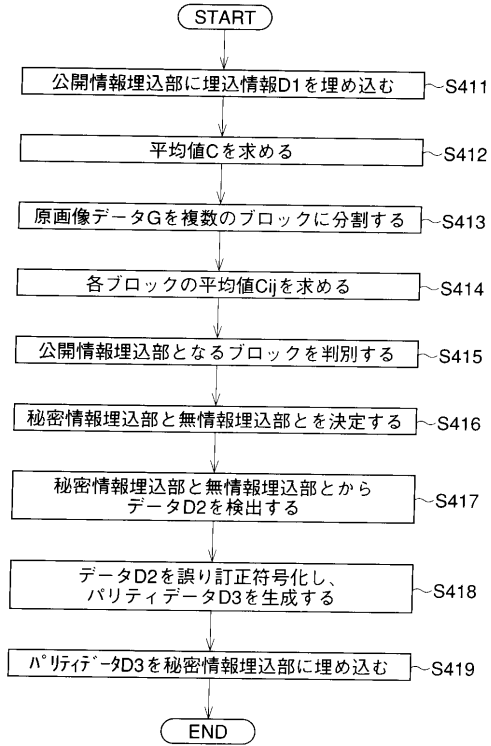 START
公開情報埋込部に埋込情報D1を埋め込む
S411
平均値Cを求める
S412
原画像データGを複数のブロックに分割する
S413
各ブロックの平均値Cijを求める
S414
公開情報埋込部となるブロックを判別する
S415
秘密情報埋込部と無情報埋込部とを決定する
S416
秘密情報埋込部と無情報埋込部とから
データD2を検出する
S417
データD2を誤り訂正符号化し、
パリティデータD3を生成する
S418
ﾊﾟﾘﾃｨﾃﾞｰﾀD3を秘密情報埋込部に埋め込む
S419
END